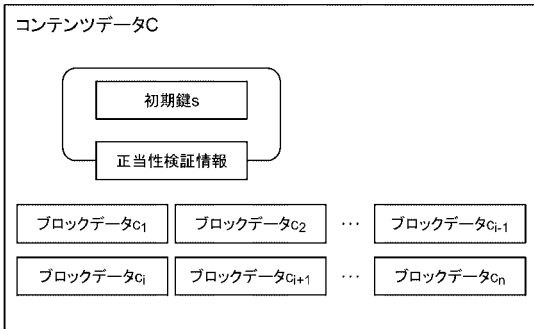 コンテンツデータC
初期鍵s
正当性検証情報
ブロックデータc1 ブロックデータc2 … ブロックデータci-1
ブロックデータci ブロックデータci+1 … ブロックデータcn